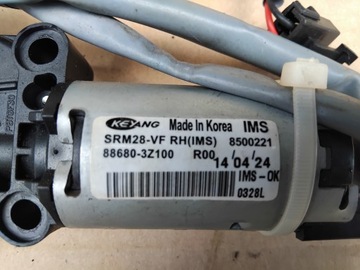 KEYANG Made In Korea IMS
SRM28-VF RH(IMS) 8500221
88680-3Z100 R00
14/04/24
IMS-OK
0328L